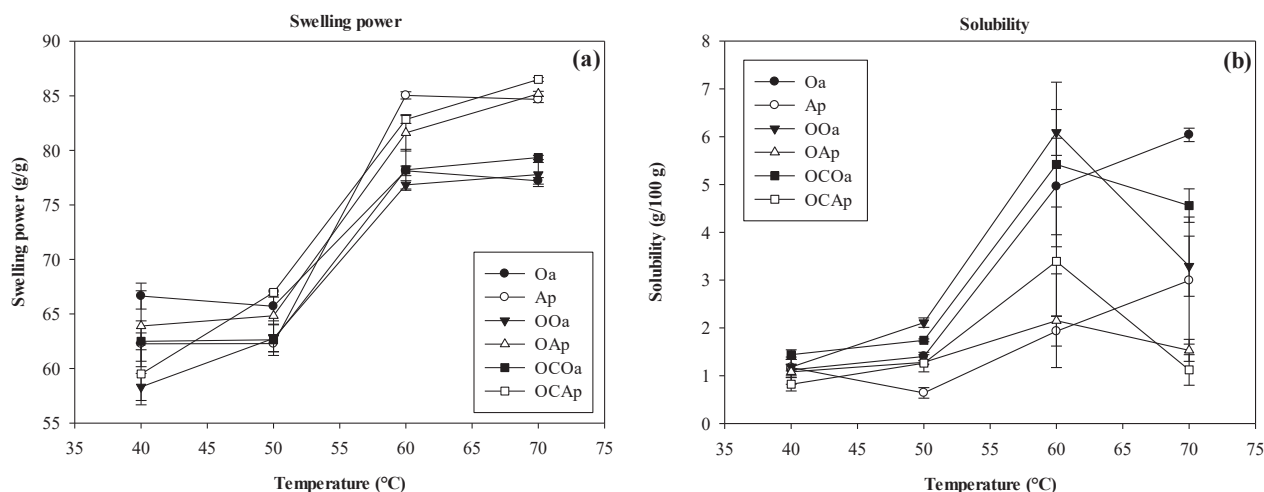 Swelling power
(a)
Swelling power (g/g)
90
85
80
75
70
65
60
55
35 40 45 50 55 60 65 70 75
Temperature (°C)
Oa
Ap
OOa
OAp
OCOa
OCAp
Solubility
(b)
Solubility (g/100 g)
8
7
6
5
4
3
2
1
0
35 40 45 50 55 60 65 70 75
Temperature (°C)
Oa
Ap
OOa
OAp
OCOa
OCAp